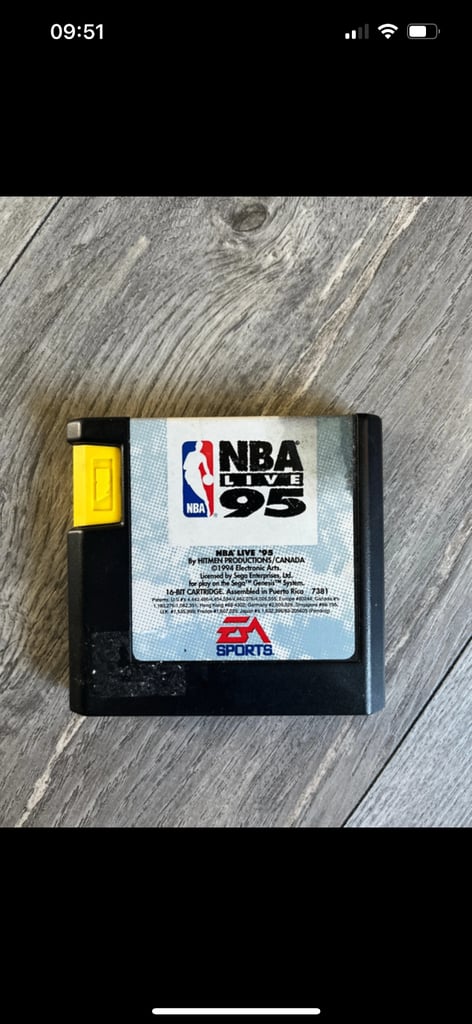 09:51
NBA
LIVE
95
NBA
NBA LIVE '95
By HITMEN PRODUCTIONS/CANADA
©1994 Electronic Arts.
Licensed by Sega Enterprises, Ltd.
for play on the Sega™ Genesis™ System.
16-BIT CARTRIDGE. Assembled in Puerto Rico 7381
EA
SPORTS